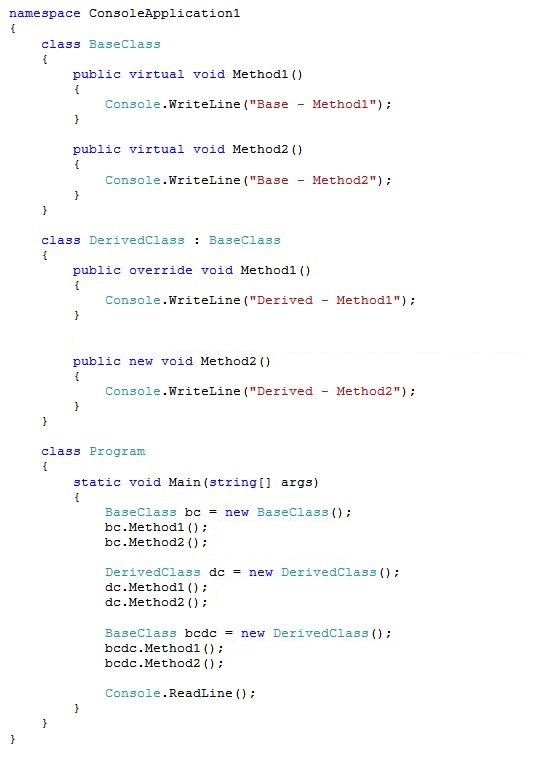 namespace ConsoleApplication1
{
    class BaseClass
    {
        public virtual void Method1()
        {
            Console.WriteLine("Base - Method1");
        }

        public virtual void Method2()
        {
            Console.WriteLine("Base - Method2");
        }
    }

    class DerivedClass : BaseClass
    {
        public override void Method1()
        {
            Console.WriteLine("Derived - Method1");
        }

        public new void Method2()
        {
            Console.WriteLine("Derived - Method2");
        }
    }

    class Program
    {
        static void Main(string[] args)
        {
            BaseClass bc = new BaseClass();
            bc.Method1();
            bc.Method2();

            DerivedClass dc = new DerivedClass();
            dc.Method1();
            dc.Method2();

            BaseClass bcdc = new DerivedClass();
            bcdc.Method1();
            bcdc.Method2();

            Console.ReadLine();
        }
    }
}